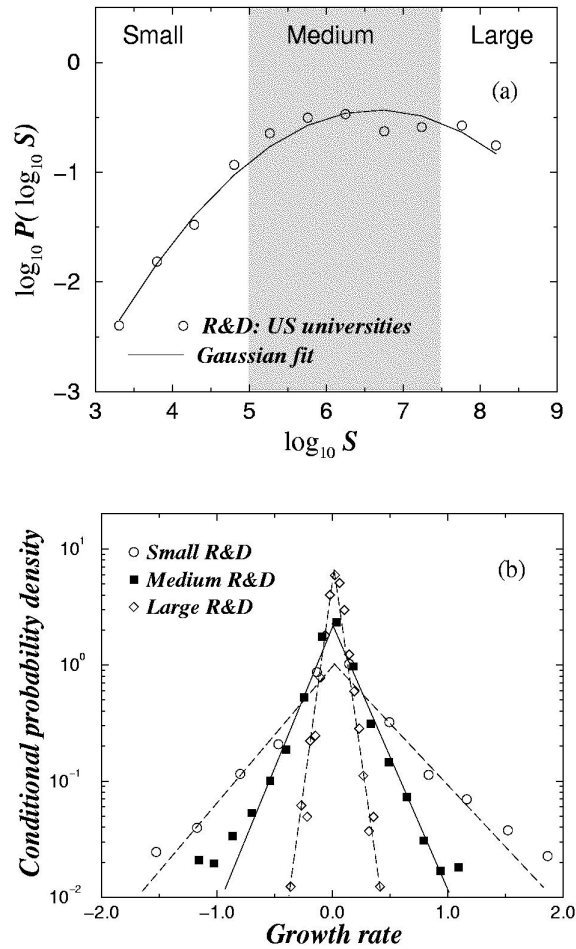 Small Medium Large
(a)
0
-1
-2
-3
log10 P(log10 S)
R&D: US universities
Gaussian fit
3 4 5 6 7 8 9
log10 S
(b)
Small R&D
Medium R&D
Large R&D
10^1
10^0
10^-1
10^-2
Conditional probability density
-2.0 -1.0 0.0 1.0 2.0
Growth rate